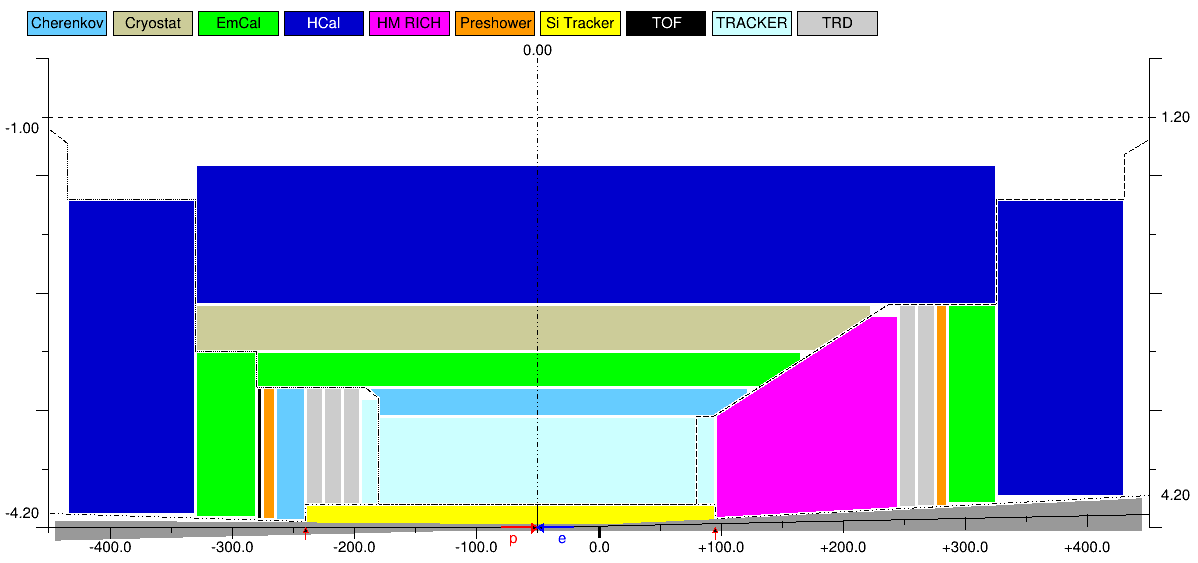 Cherenkov Cryostat EmCal HCal HM RICH Preshower Si Tracker TOF TRACKER TRD
0.00
1.20
-1.00
4.20
-4.20
p e
-400.0 -300.0 -200.0 -100.0 0.0 +100.0 +200.0 +300.0 +400.0